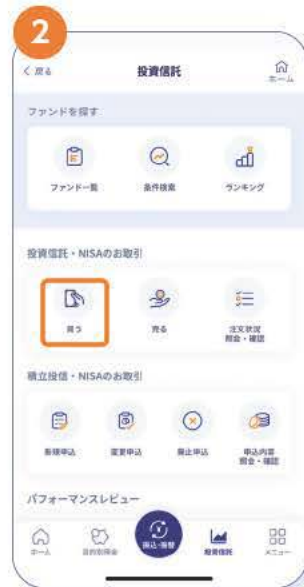 2
戻る
投資信託
ホーム
ファンドを探す
ファンド一覧
条件検索
ランキング
投資信託・NISAのお取引
買う
売る
注文状況
照会・確認
積立投信・NISAのお取引
新規申込
変更申込
廃止申込
申込内容
照会・確認
パフォーマンスレビュー
ホーム
目的別預金
振込・振替
投資信託
メニュー